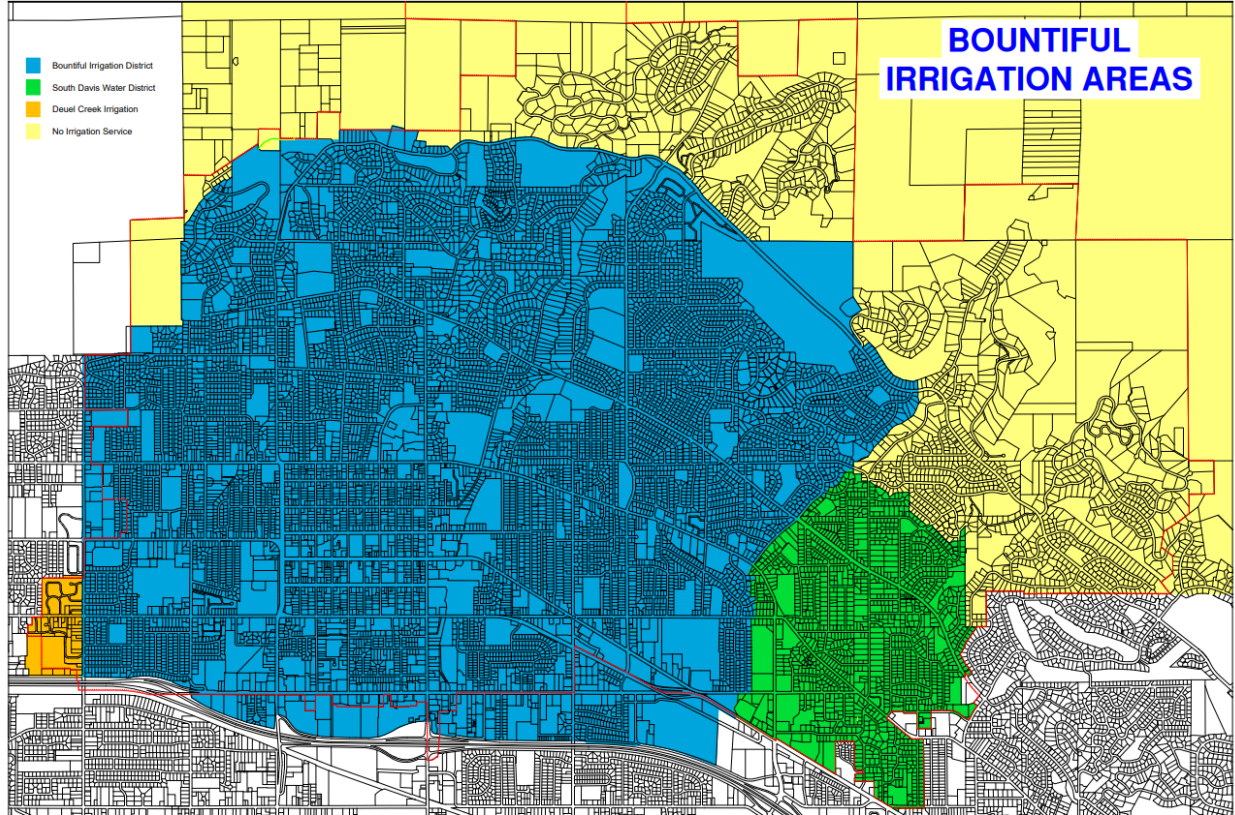 BOUNTIFUL
IRRIGATION AREAS
Bountiful Irrigation District
South Davis Water District
Deuel Creek Irrigation
No Irrigation Service